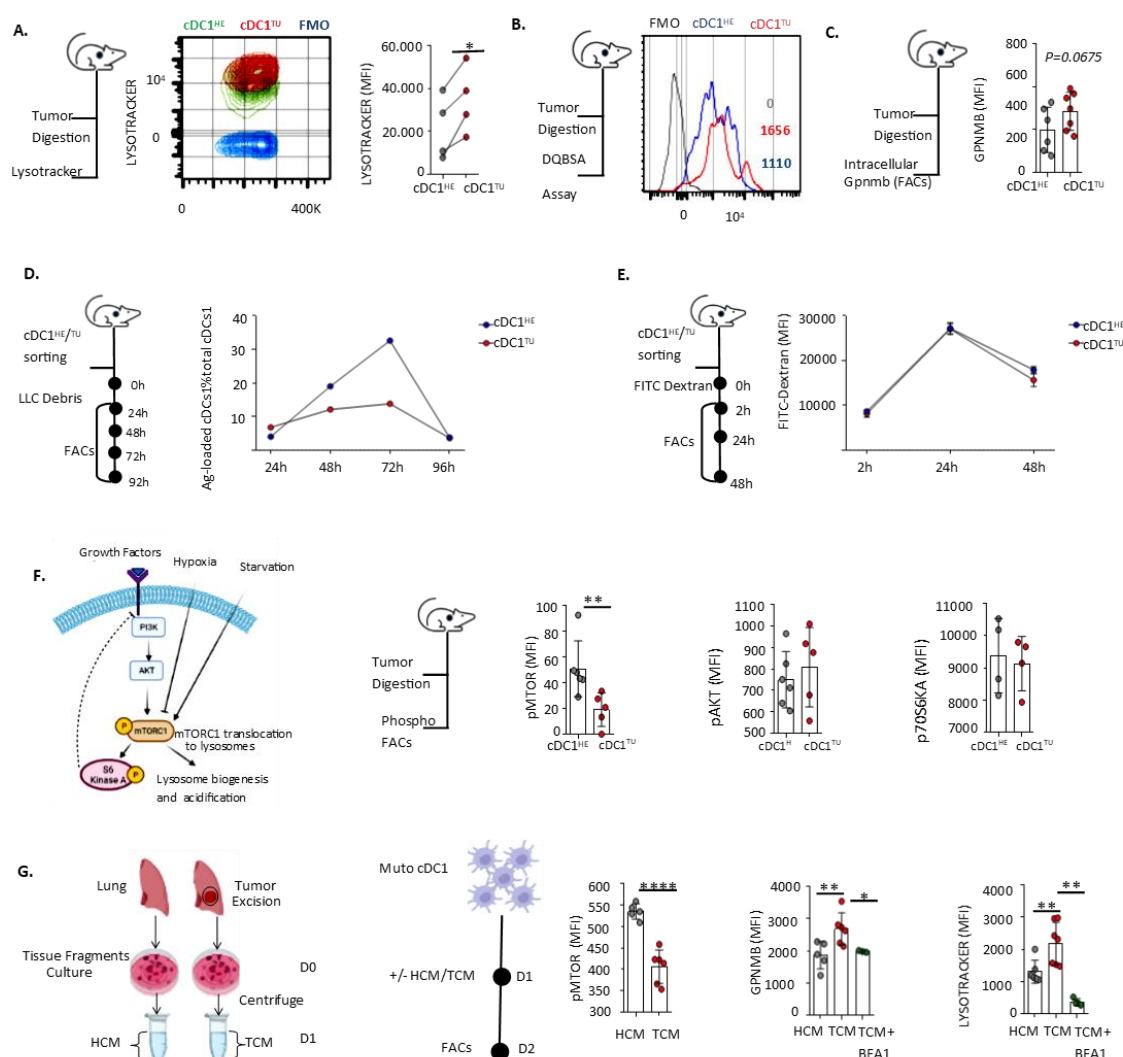 A.
cDC1HE
cDC1TU
FMO
Tumor
Digestion
Lysotracker
LYSOTRACKER
10⁴
0
0
400K
LYSOTRACKER (MFI)
60.000
40.000
20.000
0
*
cDC1HE
cDC1TU
B.
FMO
cDC1HE
cDC1TU
Tumor
Digestion
DQBSA
Assay
0
1656
1110
0
10⁴
C.
Tumor
Digestion
Intracellular
Gpnmb (FACs)
GPNMB (MFI)
800
600
400
200
0
P=0.0675
cDC1HE
cDC1TU
D.
cDC1HE/TU
sorting
0h
LLC Debris
24h
48h
FACs
72h
92h
Ag-loaded cDCs1%total cDCs1
40
30
20
10
24h
48h
72h
96h
cDC1HE
cDC1TU
E.
cDC1HE/TU
sorting
FITC Dextran
0h
2h
FACs
24h
48h
FITC-Dextran (MFI)
30000
20000
10000
2h
24h
48h
cDC1HE
cDC1TU
F.
Growth Factors
Hypoxia
Starvation
PI3K
AKT
P
mTORC1
mTORC1 translocation
to lysosomes
S6
Kinase A
P
Lysosome biogenesis
and acidification
Tumor
Digestion
Phospho
FACs
pMTOR (MFI)
100
80
60
40
20
0
**
cDC1HE
cDC1TU
pAKT (MFI)
1100
1000
900
800
700
600
500
cDC1H
cDC1TU
p70S6KA (MFI)
11000
10000
9000
8000
7000
cDC1HE
cDC1TU
G.
Lung
Tumor
Excision
Tissue Fragments
Culture
D0
Centrifuge
HCM
TCM
D1
Muto cDC1
+/- HCM/TCM
D1
FACs
D2
pMTOR (MFI)
600
550
500
450
400
350
300
****
HCM
TCM
GPNMB (MFI)
4000
3000
2000
1000
0
**
*
HCM
TCM
TCM+
BFA1
LYSOTRACKER (MFI)
4000
3000
2000
1000
0
**
**
HCM
TCM
TCM+
BFA1